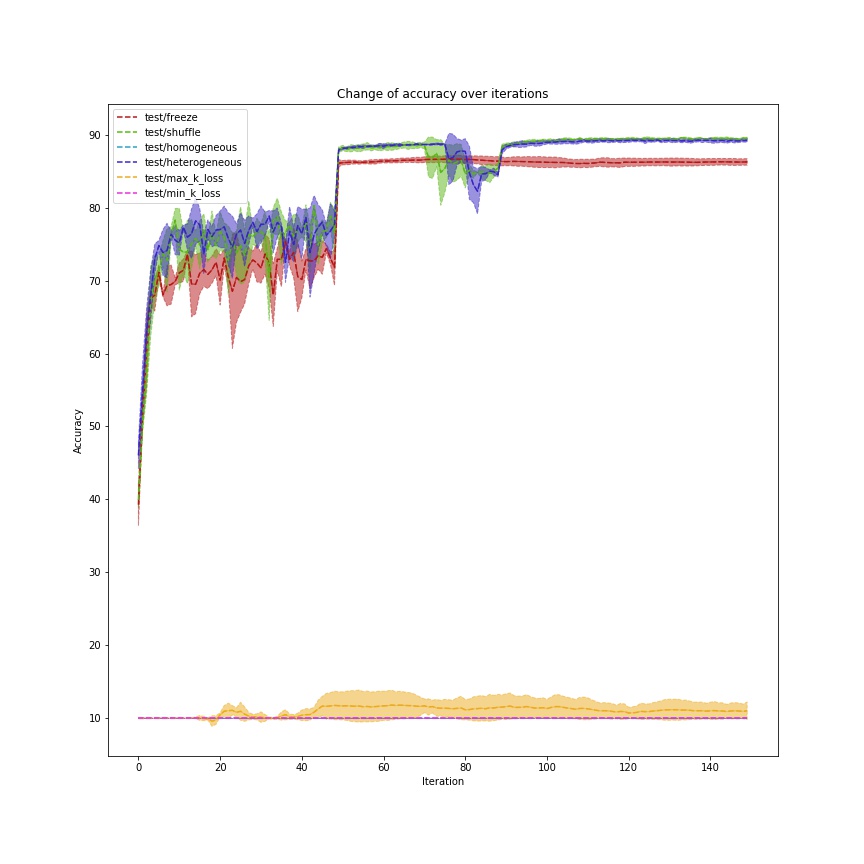 Change of accuracy over iterations
test/freeze
test/shuffle
test/homogeneous
test/heterogeneous
test/max_k_loss
test/min_k_loss
90
80
70
60
50
40
30
20
10
Accuracy
0 20 40 60 80 100 120 140
Iteration